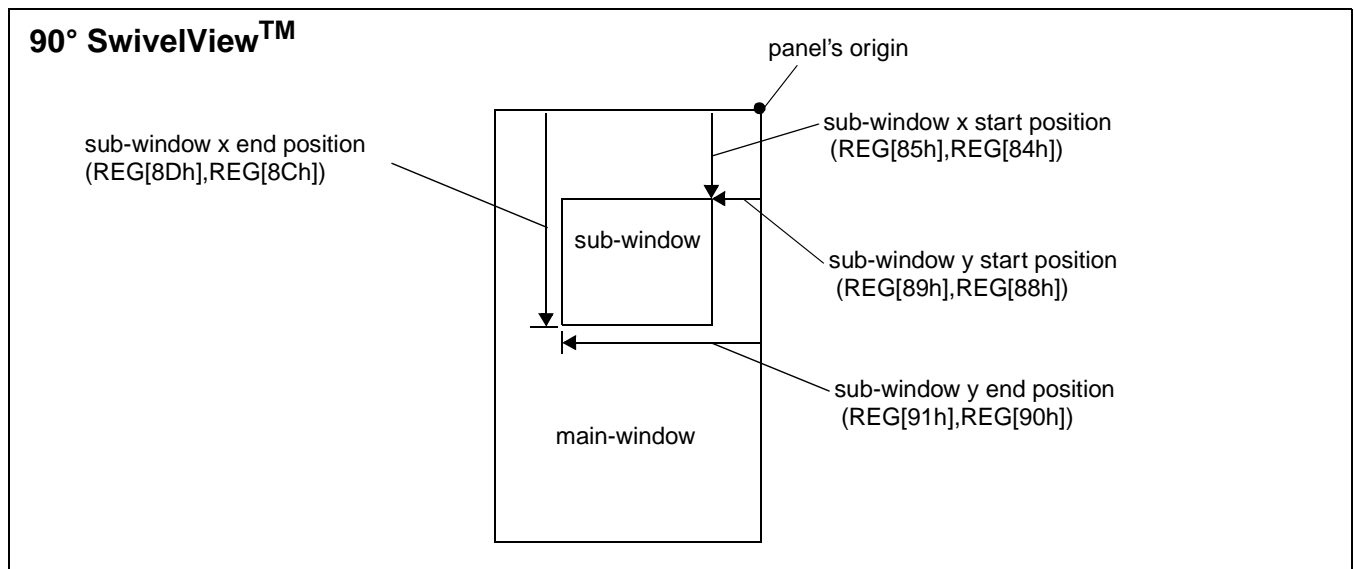 90° SwivelView™
panel's origin
sub-window x start position
(REG[85h],REG[84h])
sub-window x end position
(REG[8Dh],REG[8Ch])
sub-window
sub-window y start position
(REG[89h],REG[88h])
sub-window y end position
(REG[91h],REG[90h])
main-window